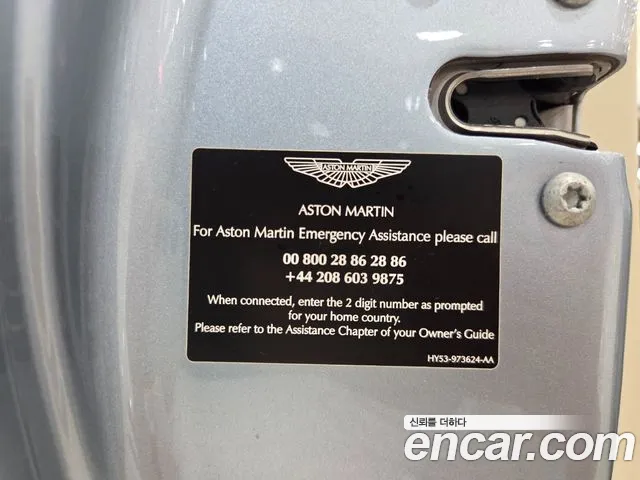 ASTON MARTIN
ASTON MARTIN
For Aston Martin Emergency Assistance please call
00 800 28 86 28 86
+44 208 603 9875
When connected, enter the 2 digit number as prompted
for your home country.
Please refer to the Assistance Chapter of your Owner's Guide
HY53-973624-AA
신뢰를 더하다
encar.com